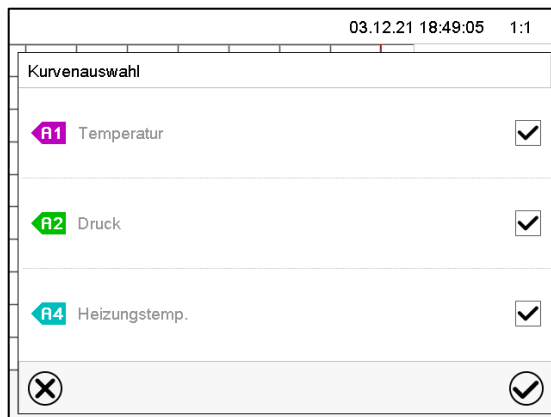 03.12.21 18:49:05 1:1
Kurvenauswahl
A1 Temperatur
A2 Druck
A4 Heizungstemp.